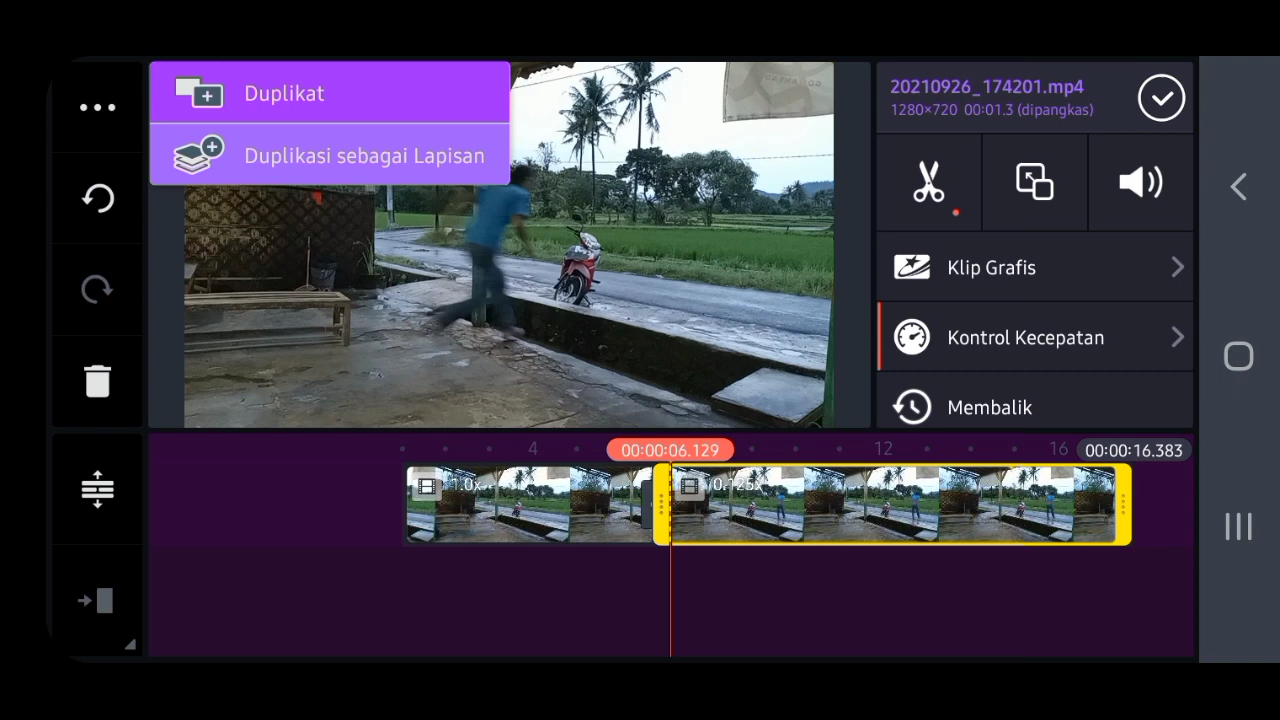 Duplikat
Duplikasi sebagai Lapisan
20210926_174201.mp4
1280×720 00:01.3 (dipangkas)
Klip Grafis
Kontrol Kecepatan
Membalik
4
00:00:06.129
12
16
00:00:16.383
1.0x
0.125x